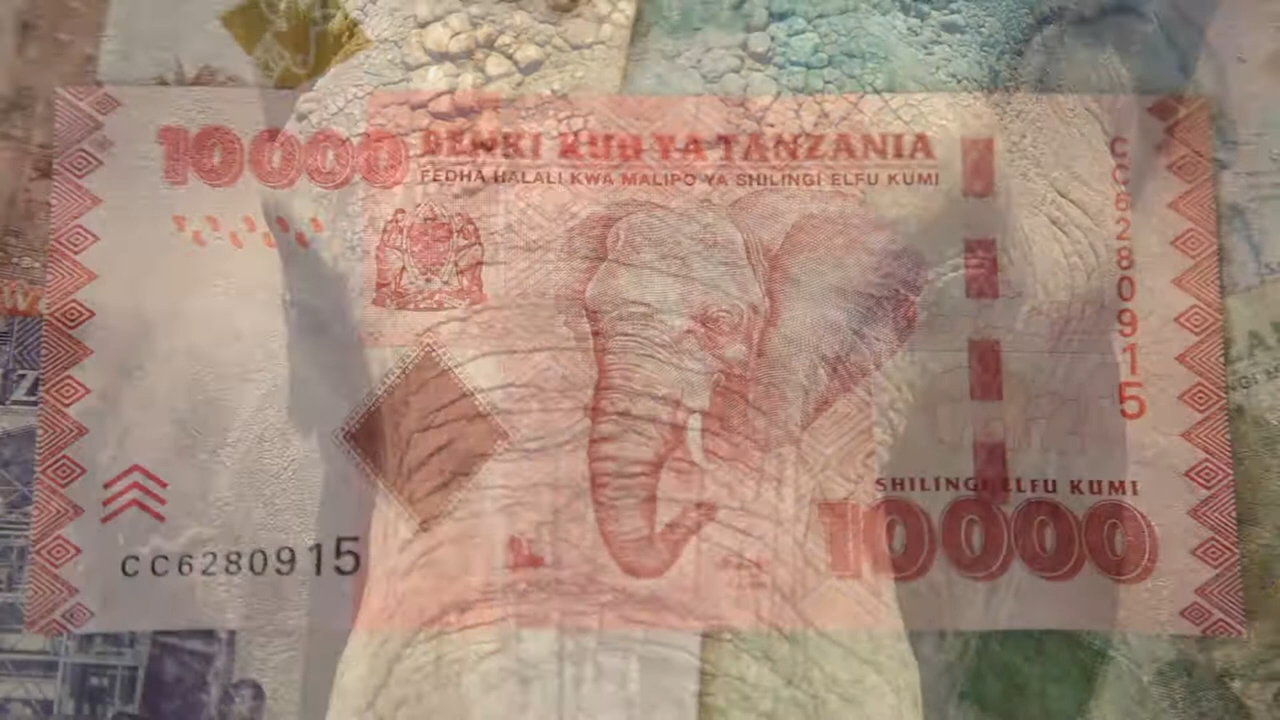 10000
BENKI KUU YA TANZANIA
FEDHA HALALI KWA MALIPO YA SHILINGI ELFU KUMI
CC6280915
CC6280915
SHILINGI ELFU KUMI
10000